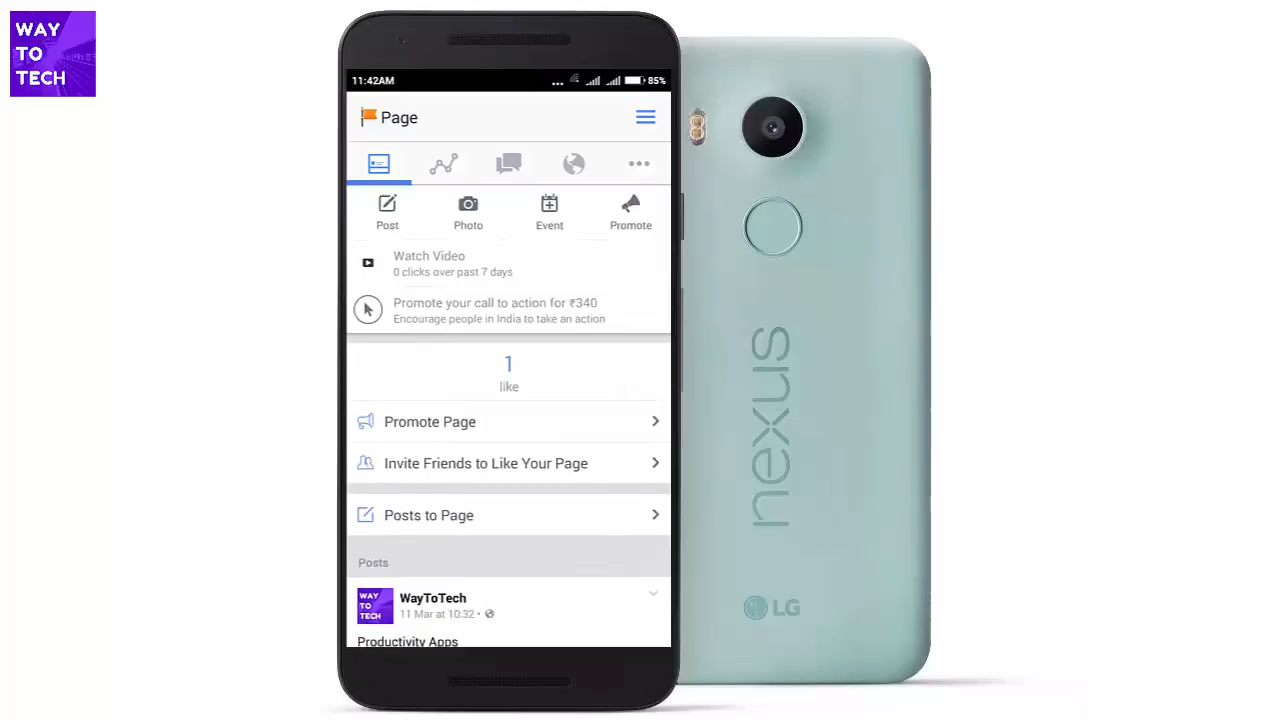 WAY
TO
TECH
11:42AM
85%
Page
Post
Photo
Event
Promote
Watch Video
0 clicks over past 7 days
Promote your call to action for ₹340
Encourage people in India to take an action
1
like
Promote Page
Invite Friends to Like Your Page
Posts to Page
Posts
WAY
TO
TECH
WayToTech
11 Mar at 10:32 •
Productivity Apps
nexus
LG